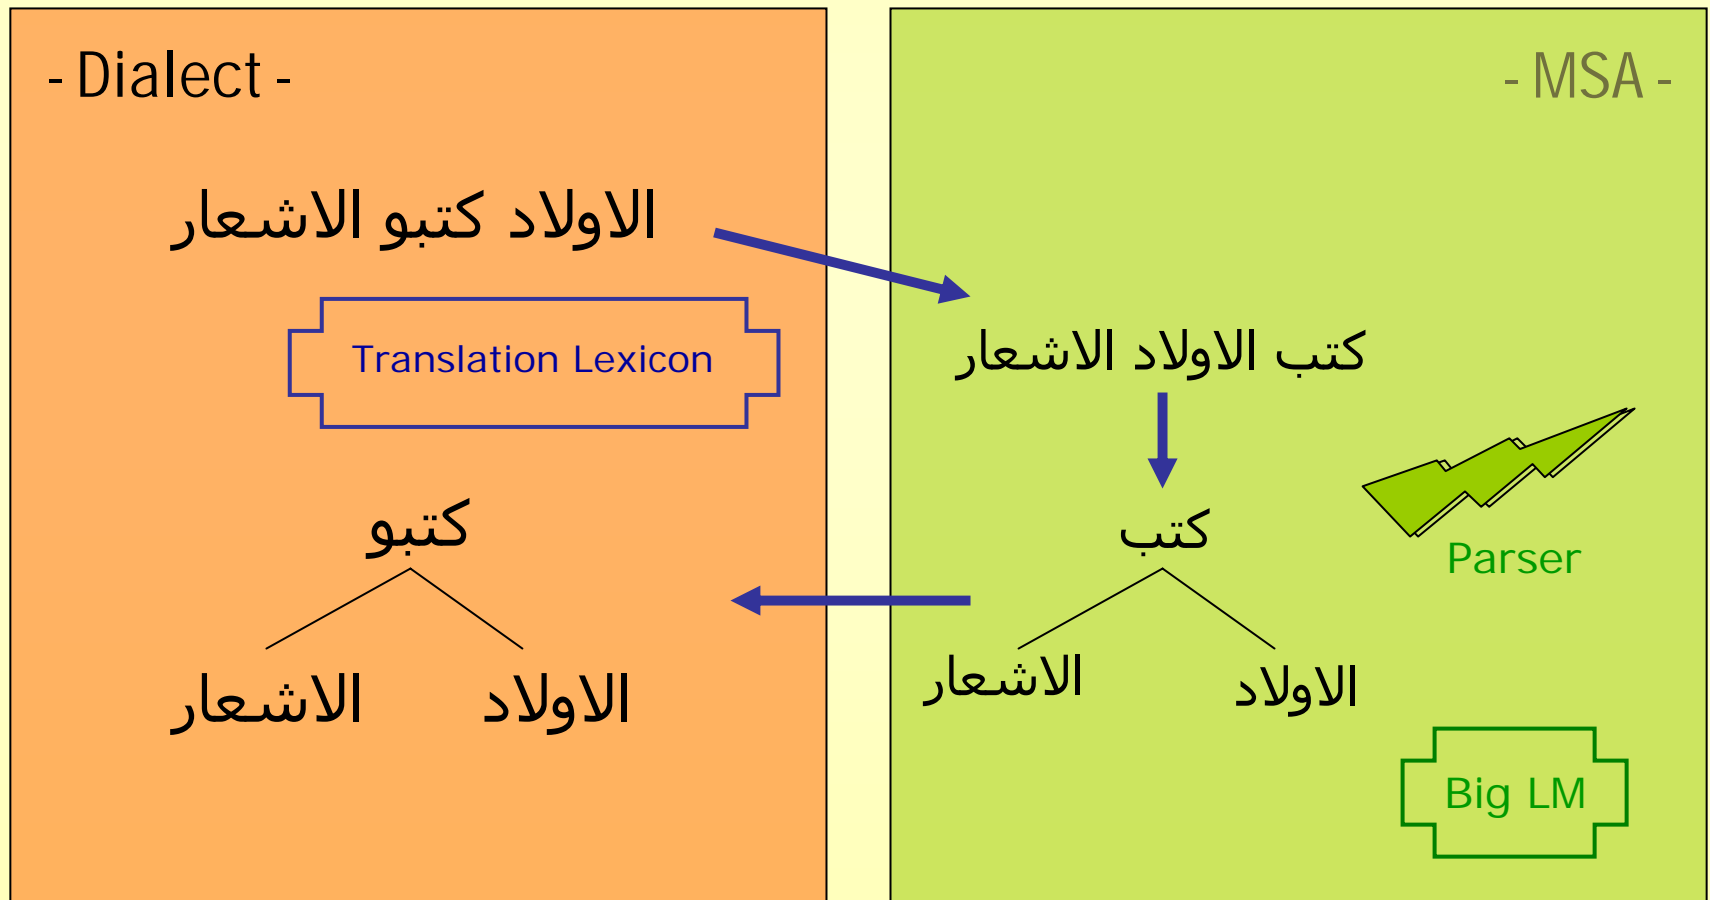 - Dialect -
الاولاد كتبو الاشعار
Translation Lexicon
كتبو
الاولاد الاشعار
- MSA -
كتب الاولاد الاشعار
كتب
Parser
الاولاد الاشعار
Big LM